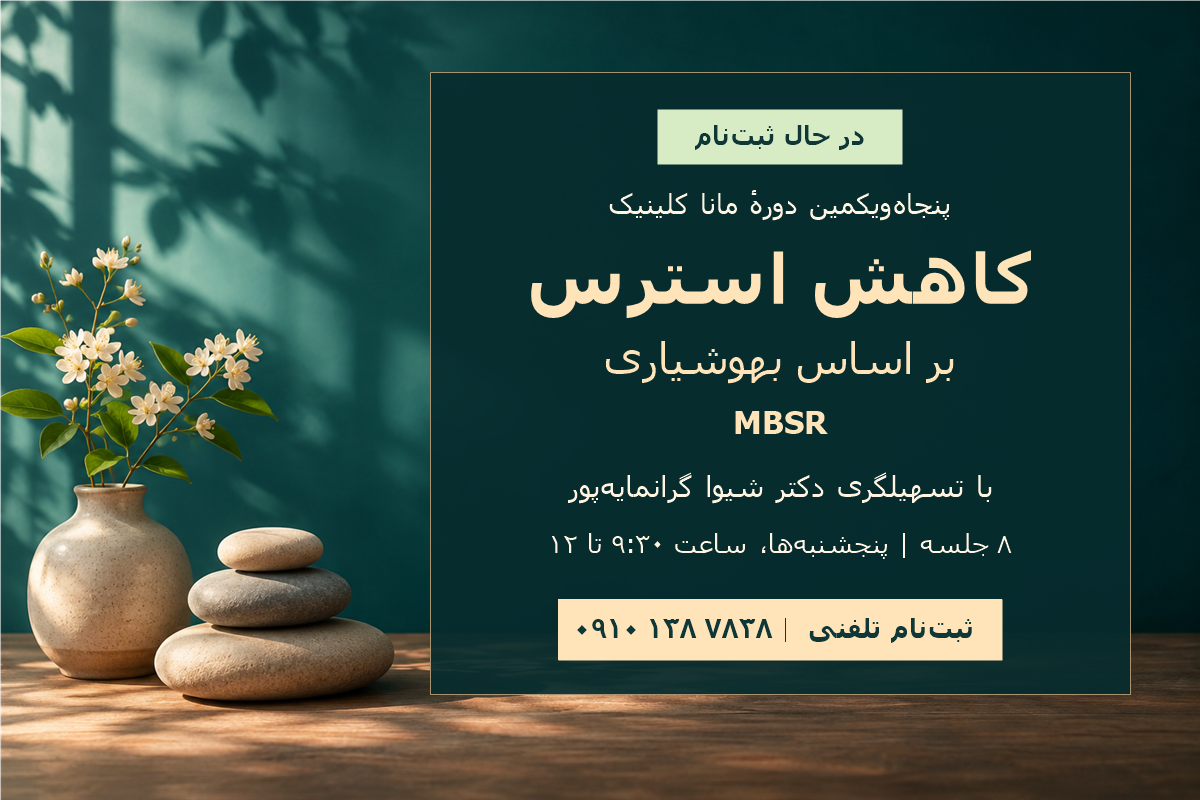 در حال ثبت‌نام
پنجاه‌ویکمین دورهٔ مانا کلینیک
کاهش استرس
بر اساس بهوشیاری
MBSR
با تسهیلگری دکتر شیوا گرانمایه‌پور
۸ جلسه | پنجشنبه‌ها، ساعت ۹:۳۰ تا ۱۲
ثبت‌نام تلفنی | ۰۹۱۰ ۱۳۸ ۷۸۳۸